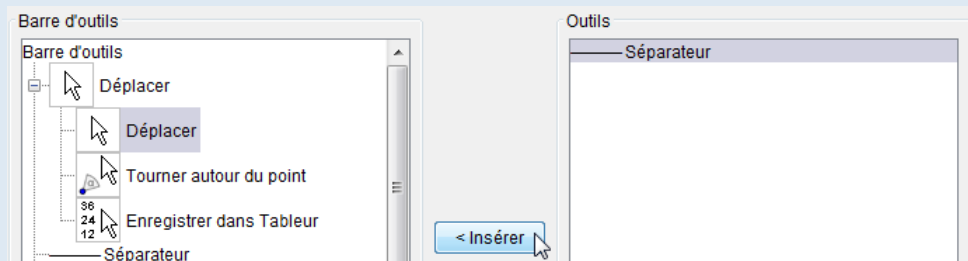 Barre d'outils
Outils
Barre d'outils
Séparateur
Déplacer
Déplacer
Tourner autour du point
36
24
12
Enregistrer dans Tableur
< Insérer
Séparateur